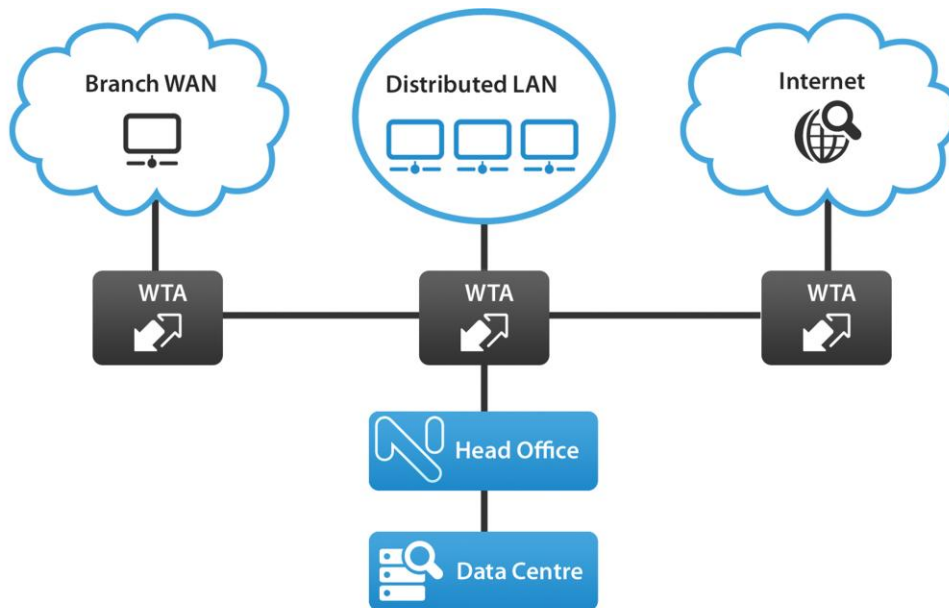 Branch WAN
Distributed LAN
Internet
WTA
WTA
WTA
Head Office
Data Centre